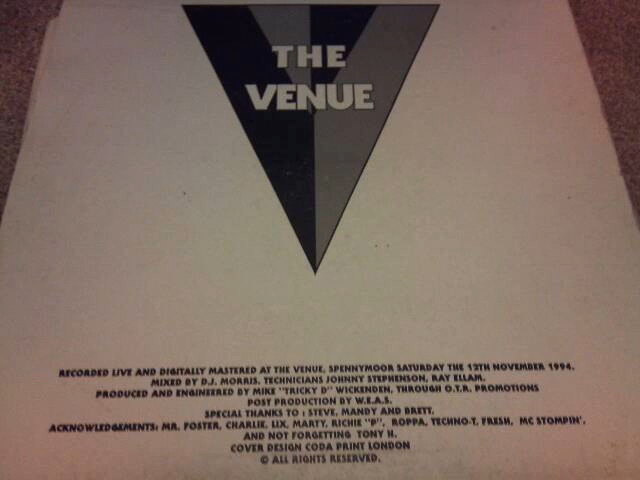 THE
VENUE
RECORDED LIVE AND DIGITALLY MASTERED AT THE VENUE, SPENNYMOOR SATURDAY THE 12TH NOVEMBER 1994.
MIXED BY D.J. MORRIS. TECHNICIANS JOHNNY STEPHENSON, RAY ELLAM.
PRODUCED AND ENGINEERED BY MIKE "TRICKY D" WICKENDEN, THROUGH O.T.R. PROMOTIONS
POST PRODUCTION BY W.E.A.S.
SPECIAL THANKS TO : STEVE, MANDY AND BRETT.
ACKNOWLEDGEMENTS: MR. FOSTER, CHARLIE, LIX, MARTY, RICHIE "P", ROPPA, TECHNO-T, FRESH, MC STOMPIN',
AND NOT FORGETTING TONY H.
COVER DESIGN CODA PRINT LONDON
© ALL RIGHTS RESERVED.